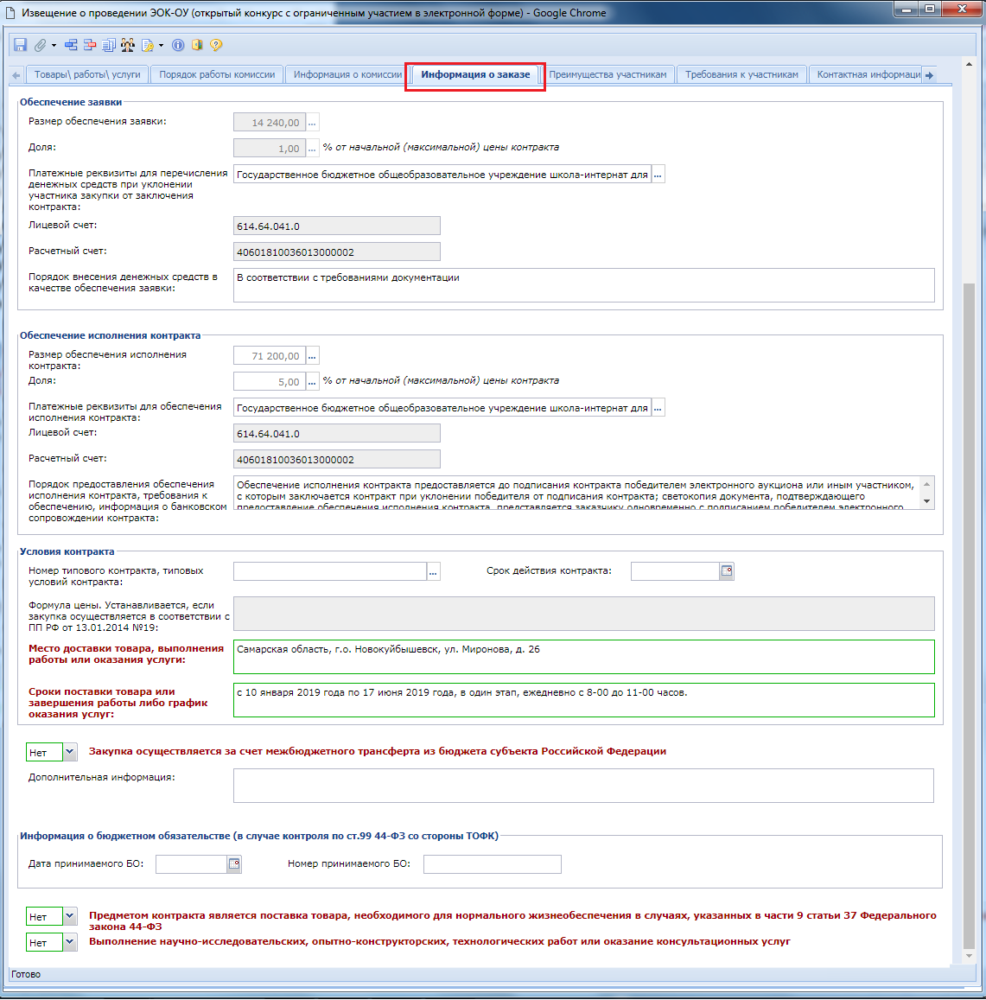 Извещение о проведении ЭОК-ОУ (открытый конкурс с ограниченным участием в электронной форме) - Google Chrome
Товары\ работы\ услуги
Порядок работы комиссии
Информация о комиссии
Информация о заказе
Преимущества участникам
Требования к участникам
Контактная информаци
Обеспечение заявки
Размер обеспечения заявки:
14 240,00 ...
Доля:
1,00 ... % от начальной (максимальной) цены контракта
Платежные реквизиты для перечисления
денежных средств при уклонении
участника закупки от заключения
контракта:
Государственное бюджетное общеобразовательное учреждение школа-интернат для ...
Лицевой счет:
614.64.041.0
Расчетный счет:
40601810036013000002
Порядок внесения денежных средств в
качестве обеспечения заявки:
В соответствии с требованиями документации
Обеспечение исполнения контракта
Размер обеспечения исполнения
контракта:
71 200,00 ...
Доля:
5,00 ... % от начальной (максимальной) цены контракта
Платежные реквизиты для обеспечения
исполнения контракта:
Государственное бюджетное общеобразовательное учреждение школа-интернат для ...
Лицевой счет:
614.64.041.0
Расчетный счет:
40601810036013000002
Порядок предоставления обеспечения
исполнения контракта, требования к
обеспечению, информация о банковском
сопровождении контракта:
Обеспечение исполнения контракта предоставляется до подписания контракта победителем электронного аукциона или иным участником,
с которым заключается контракт при уклонении победителя от подписания контракта; светокопия документа, подтверждающего
предоставление обеспечения исполнения контракта, представляется заказчику одновременно с подписанием победителем электронного
Условия контракта
Номер типового контракта, типовых
условий контракта:
...
Срок действия контракта:
Формула цены. Устанавливается, если
закупка осуществляется в соответствии с
ПП РФ от 13.01.2014 №19:
Место доставки товара, выполнения
работы или оказания услуги:
Самарская область, г.о. Новокуйбышевск, ул. Миронова, д. 26
Сроки поставки товара или
завершения работы либо график
оказания услуг:
с 10 января 2019 года по 17 июня 2019 года, в один этап, ежедневно с 8-00 до 11-00 часов.
Нет
Закупка осуществляется за счет межбюджетного трансферта из бюджета субъекта Российской Федерации
Дополнительная информация:
Информация о бюджетном обязательстве (в случае контроля по ст.99 44-ФЗ со стороны ТОФК)
Дата принимаемого БО:
Номер принимаемого БО:
Нет
Предметом контракта является поставка товара, необходимого для нормального жизнеобеспечения в случаях, указанных в части 9 статьи 37 Федерального
закона 44-ФЗ
Нет
Выполнение научно-исследовательских, опытно-конструкторских, технологических работ или оказание консультационных услуг
Готово